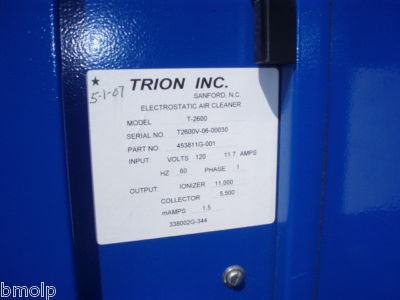 ★ TRION INC.
5-1-07 SANFORD, N.C.
ELECTROSTATIC AIR CLEANER
MODEL T-2600
SERIAL NO. T2600V-06-00030
PART NO. 453811G-001
INPUT: VOLTS 120 11.7 AMPS
HZ 60 PHASE 1
OUTPUT: IONIZER 11,000
COLLECTOR 5,500
mAMPS 1.5
338002G-344
© bmolp